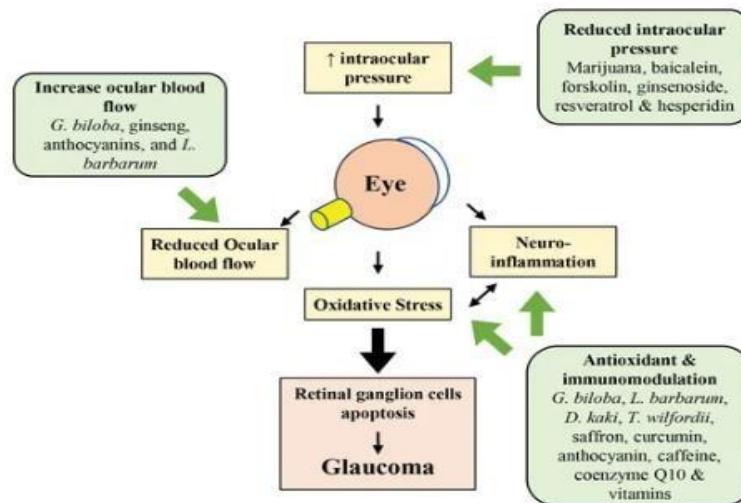 ↑ intraocular
pressure
Reduced intraocular
pressure
Marijuana, baicalein,
forskolin, ginsenoside,
resveratrol & hesperidin
Increase ocular blood
flow
G. biloba, ginseng,
anthocyanins, and L.
barbarum
Eye
Reduced Ocular
blood flow
Neuro-
inflammation
Oxidative Stress
Retinal ganglion cells
apoptosis
Glaucoma
Antioxidant &
immunomodulation
G. biloba, L. barbarum,
D. kaki, T. wilfordii,
saffron, curcumin,
anthocyanin, caffeine,
coenzyme Q10 &
vitamins